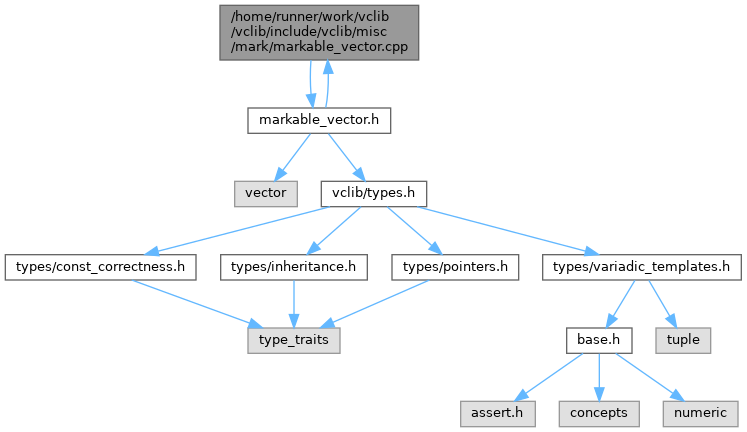 /home/runner/work/vclib
/vclib/include/vclib/misc
/mark/markable_vector.cpp
markable_vector.h
vector
vclib/types.h
types/const_correctness.h
types/inheritance.h
types/pointers.h
types/variadic_templates.h
type_traits
base.h
tuple
assert.h
concepts
numeric